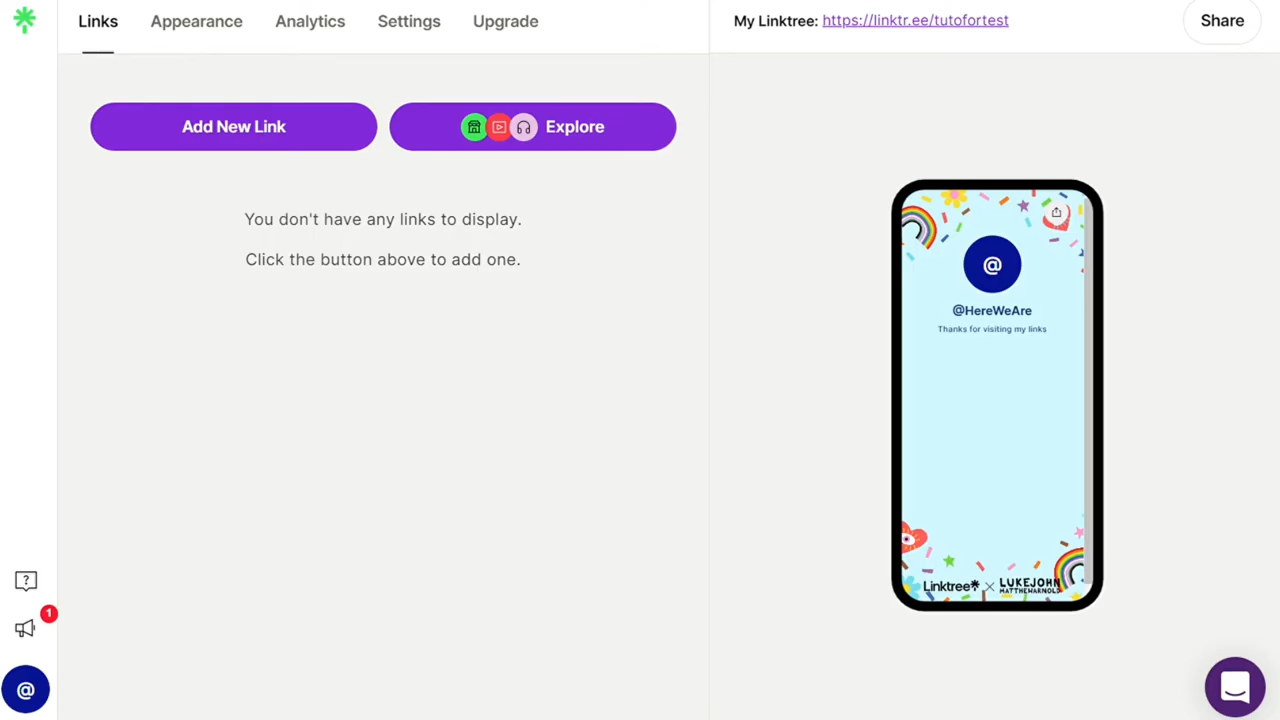 Links Appearance Analytics Settings Upgrade
My Linktree: https://linktr.ee/tutofortest
Share
Add New Link
Explore
You don't have any links to display.
Click the button above to add one.
@
@HereWeAre
Thanks for visiting my links
Linktree* × LUKEJOHN
MATTHEWARNOLD
?
1
@